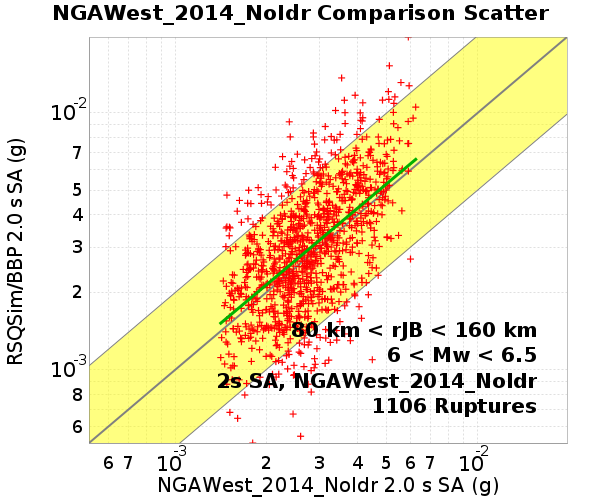 NGAWest_2014_NoIdr Comparison Scatter
RSQSim/BBP 2.0 s SA (g)
10-2
7
5
4
3
2
10-3
8
6
80 km < rJB < 160 km
6 < Mw < 6.5
2s SA, NGAWest_2014_NoIdr
1106 Ruptures
6 7 10-3 2 3 4 5 6 7 10-2
NGAWest_2014_NoIdr 2.0 s SA (g)